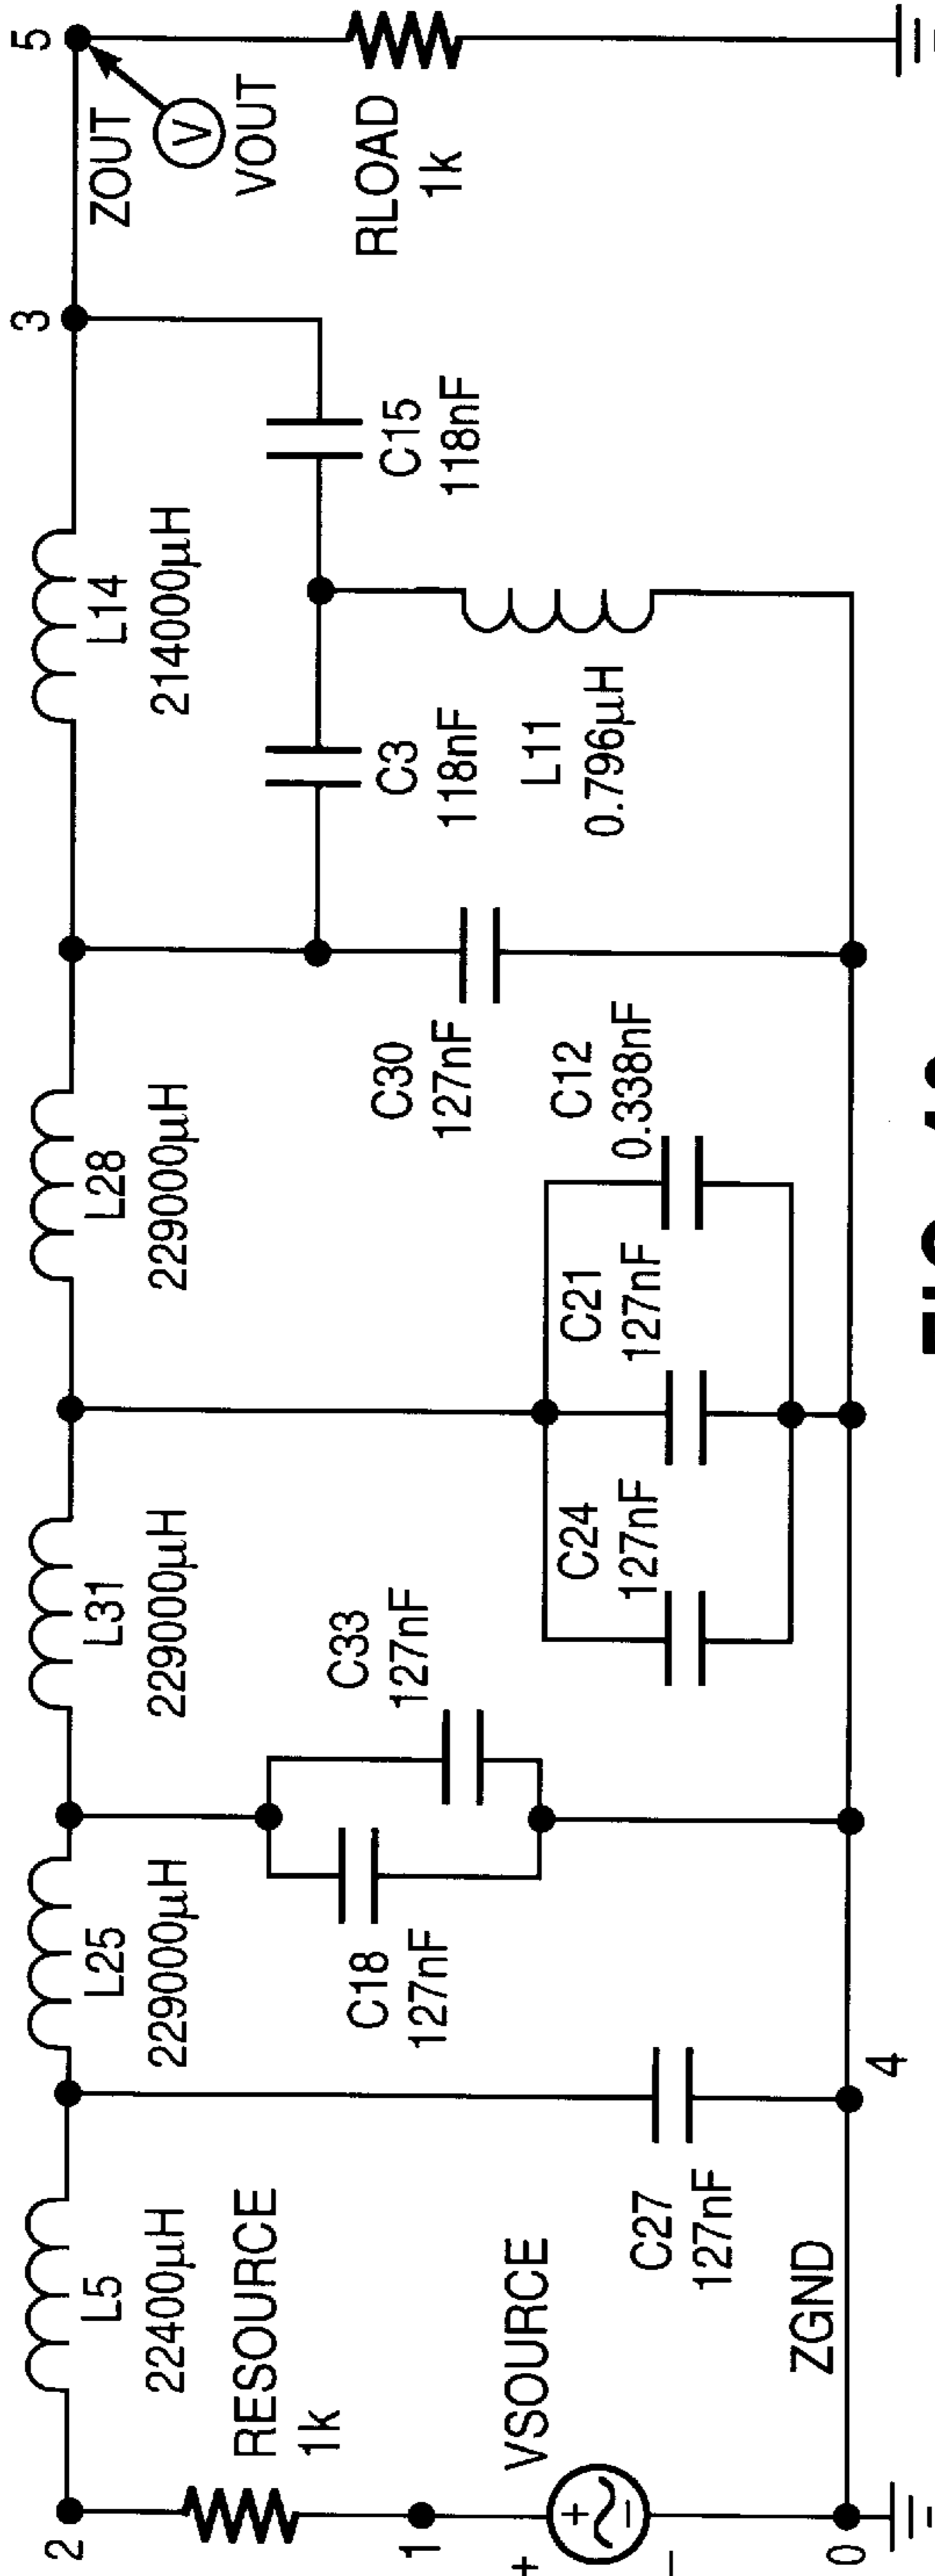 2
L5
22400μH
L25
229000μH
L31
229000μH
L28
229000μH
L14
214000μH
3
5
ZOUT
V
VOUT
RESOURCE
1k
1
VSOURCE
+
+
−
−
0
ZGND
4
C27
127nF
C18
127nF
C33
127nF
C24
127nF
C21
127nF
C12
0.338nF
C30
127nF
C3
118nF
C15
118nF
L11
0.796μH
RLOAD
1k